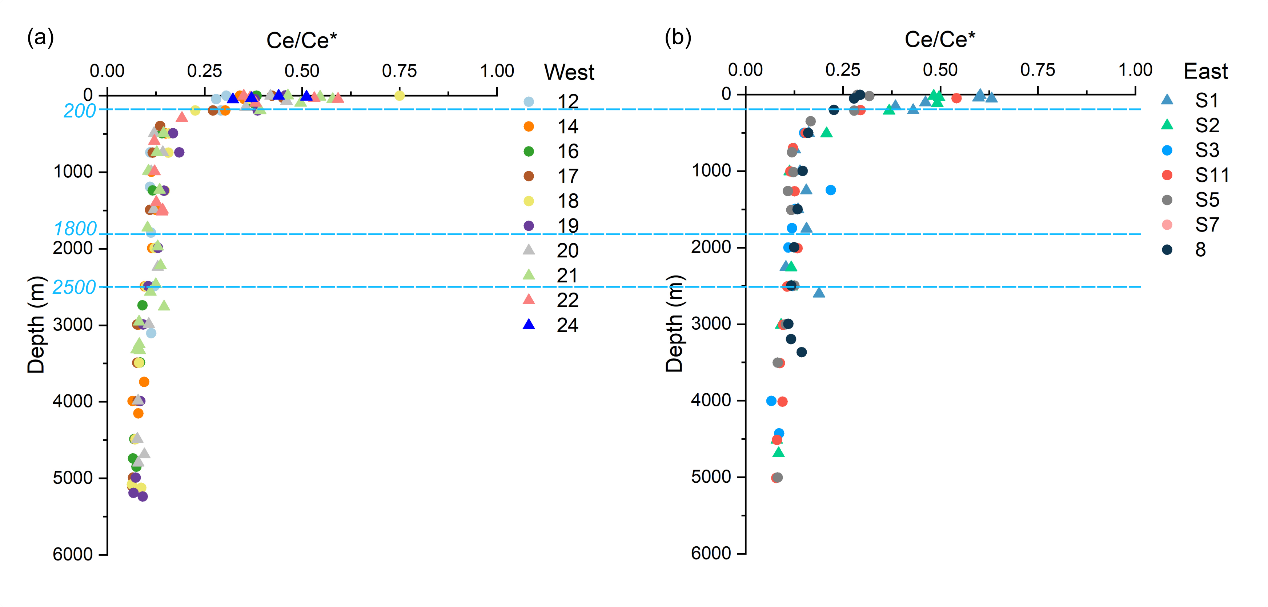 (a)
Ce/Ce*
0.00 0.25 0.50 0.75 1.00
West
0
200
1000
1800
2000
2500
3000
4000
5000
6000
Depth (m)
12
14
16
17
18
19
20
21
22
24
(b)
Ce/Ce*
0.00 0.25 0.50 0.75 1.00
East
0
1000
2000
3000
4000
5000
6000
Depth (m)
S1
S2
S3
S11
S5
S7
8